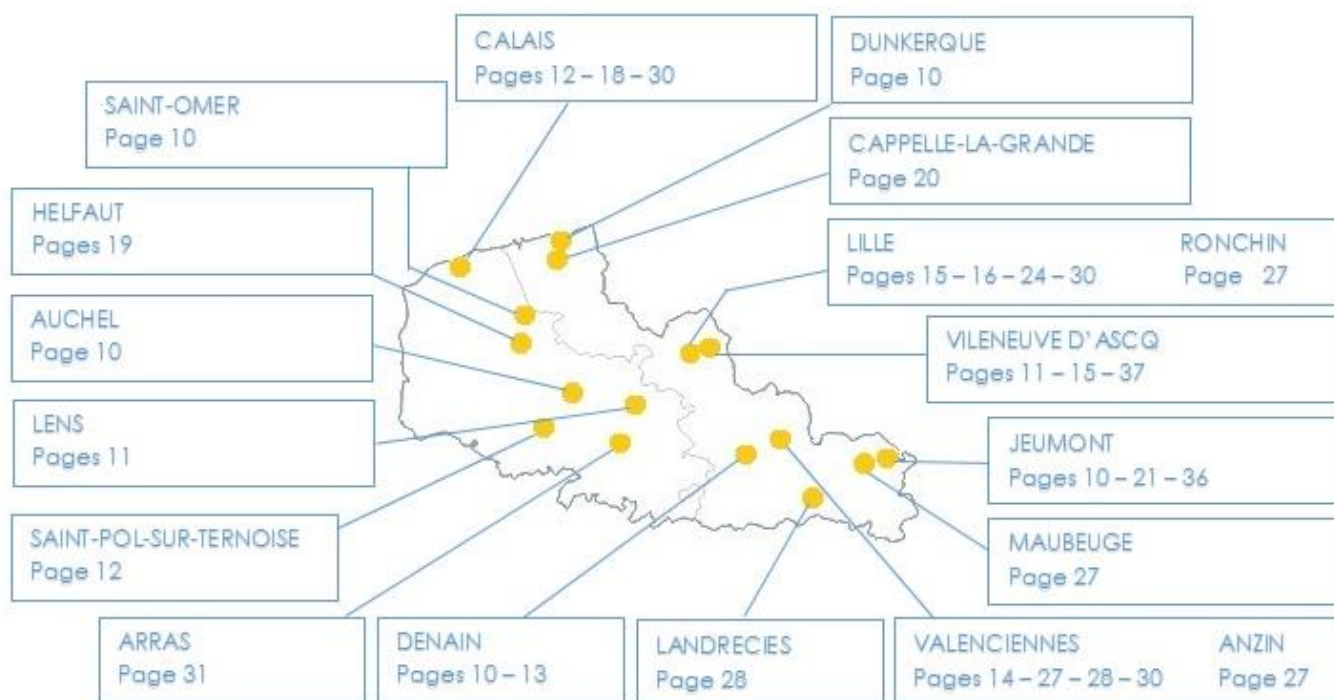 CALAIS
Pages 12 – 18 – 30
DUNKERQUE
Page 10
SAINT-OMER
Page 10
CAPPELLE-LA-GRANDE
Page 20
HELFAUT
Pages 19
LILLE RONCHIN
Pages 15 – 16 – 24 – 30 Page 27
AUCHEL
Page 10
VILENEUVE D'ASCQ
Pages 11 – 15 – 37
LENS
Pages 11
JEUMONT
Pages 10 – 21 – 36
SAINT-POL-SUR-TERNOISE
Page 12
MAUBEUGE
Page 27
ARRAS
Page 31
DENAIN
Pages 10 – 13
LANDRECIES
Page 28
VALENCIENNES ANZIN
Pages 14 – 27 – 28 – 30 Page 27